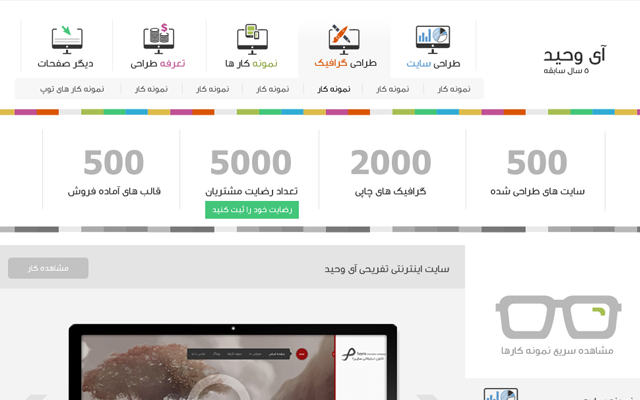 آی وحید
۵ سال سابقه
طراحی سایت
طراحی گرافیک
نمونه کار ها
تعرفه طراحی
دیگر صفحات
نمونه کار
نمونه کار
نمونه کار
نمونه کار
نمونه کار
نمونه کار
نمونه کار های توپ
500
سایت های طراحی شده
2000
گرافیک های چاپی
5000
تعداد رضایت مشتریان
رضایت خود را ثبت کنید
500
قالب های آماده فروش
سایت اینترنتی تفریحی آی وحید
مشاهده کار
مشاهده سریع نمونه کارها